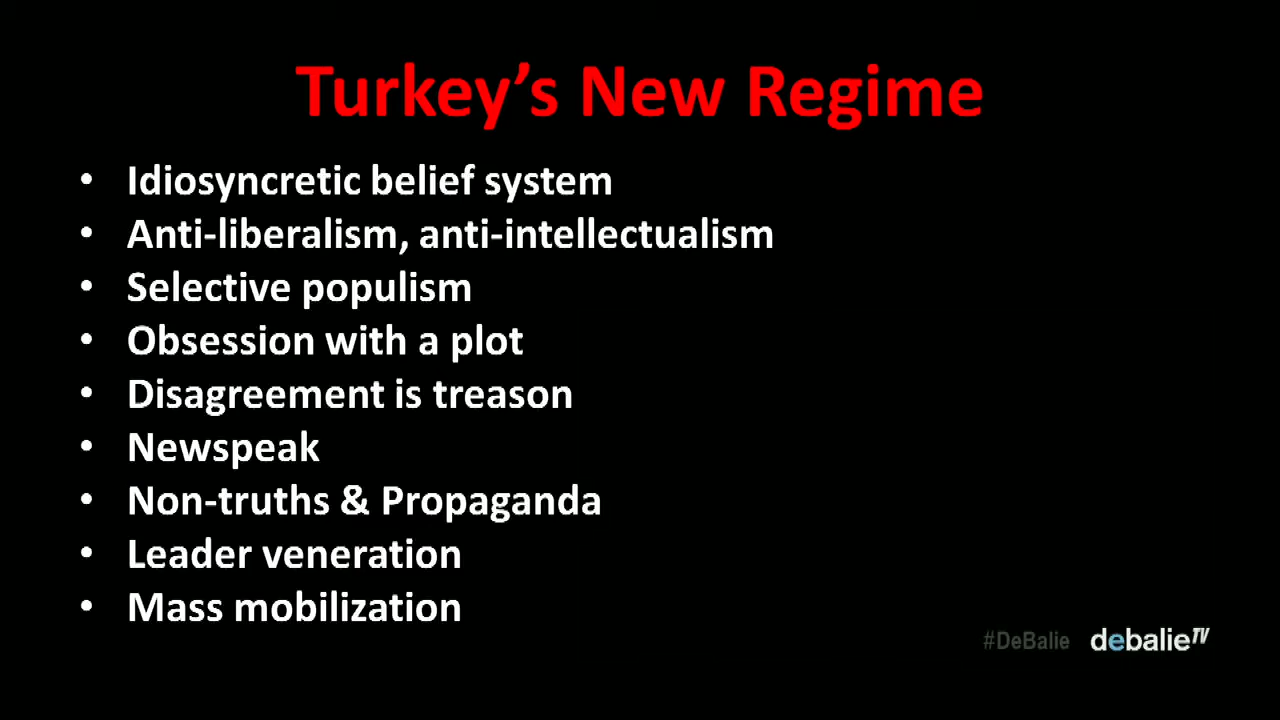 Turkey’s New Regime
• Idiosyncretic belief system
• Anti-liberalism, anti-intellectualism
• Selective populism
• Obsession with a plot
• Disagreement is treason
• Newspeak
• Non-truths & Propaganda
• Leader veneration
• Mass mobilization
#DeBalie debalieTV